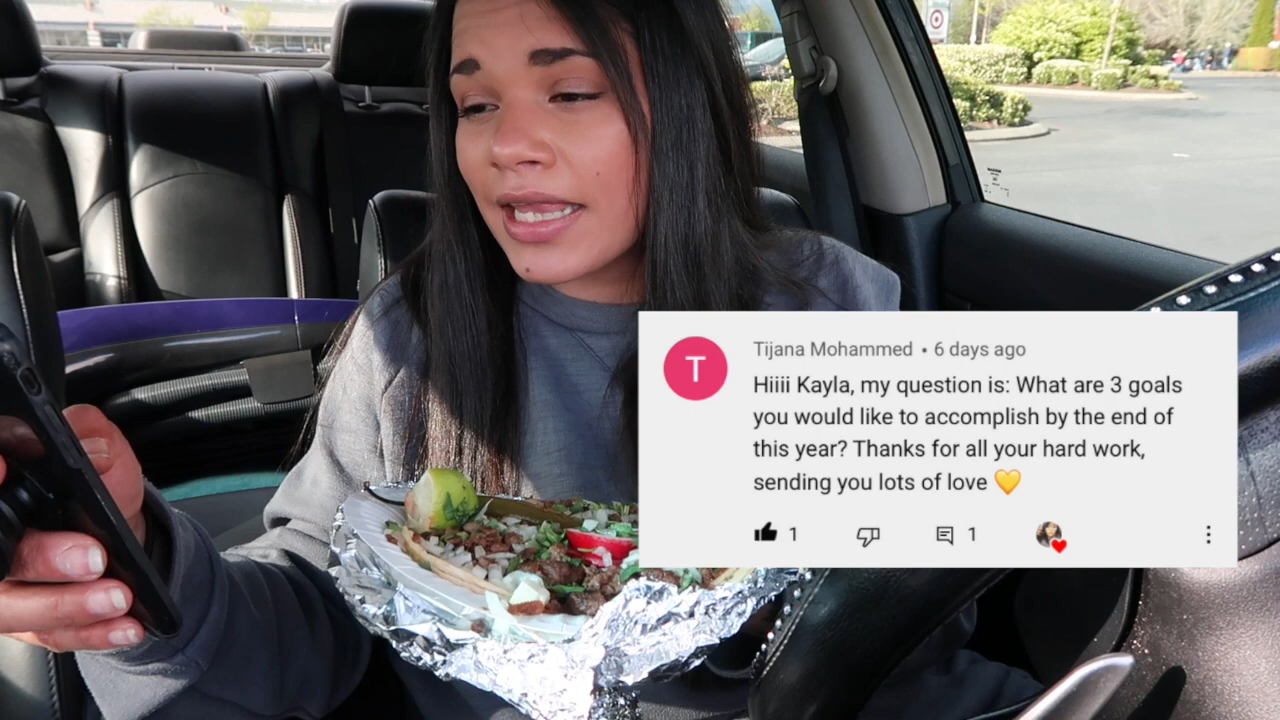 T
Tijana Mohammed • 6 days ago
Hiiii Kayla, my question is: What are 3 goals
you would like to accomplish by the end of
this year? Thanks for all your hard work,
sending you lots of love 💛
1
1